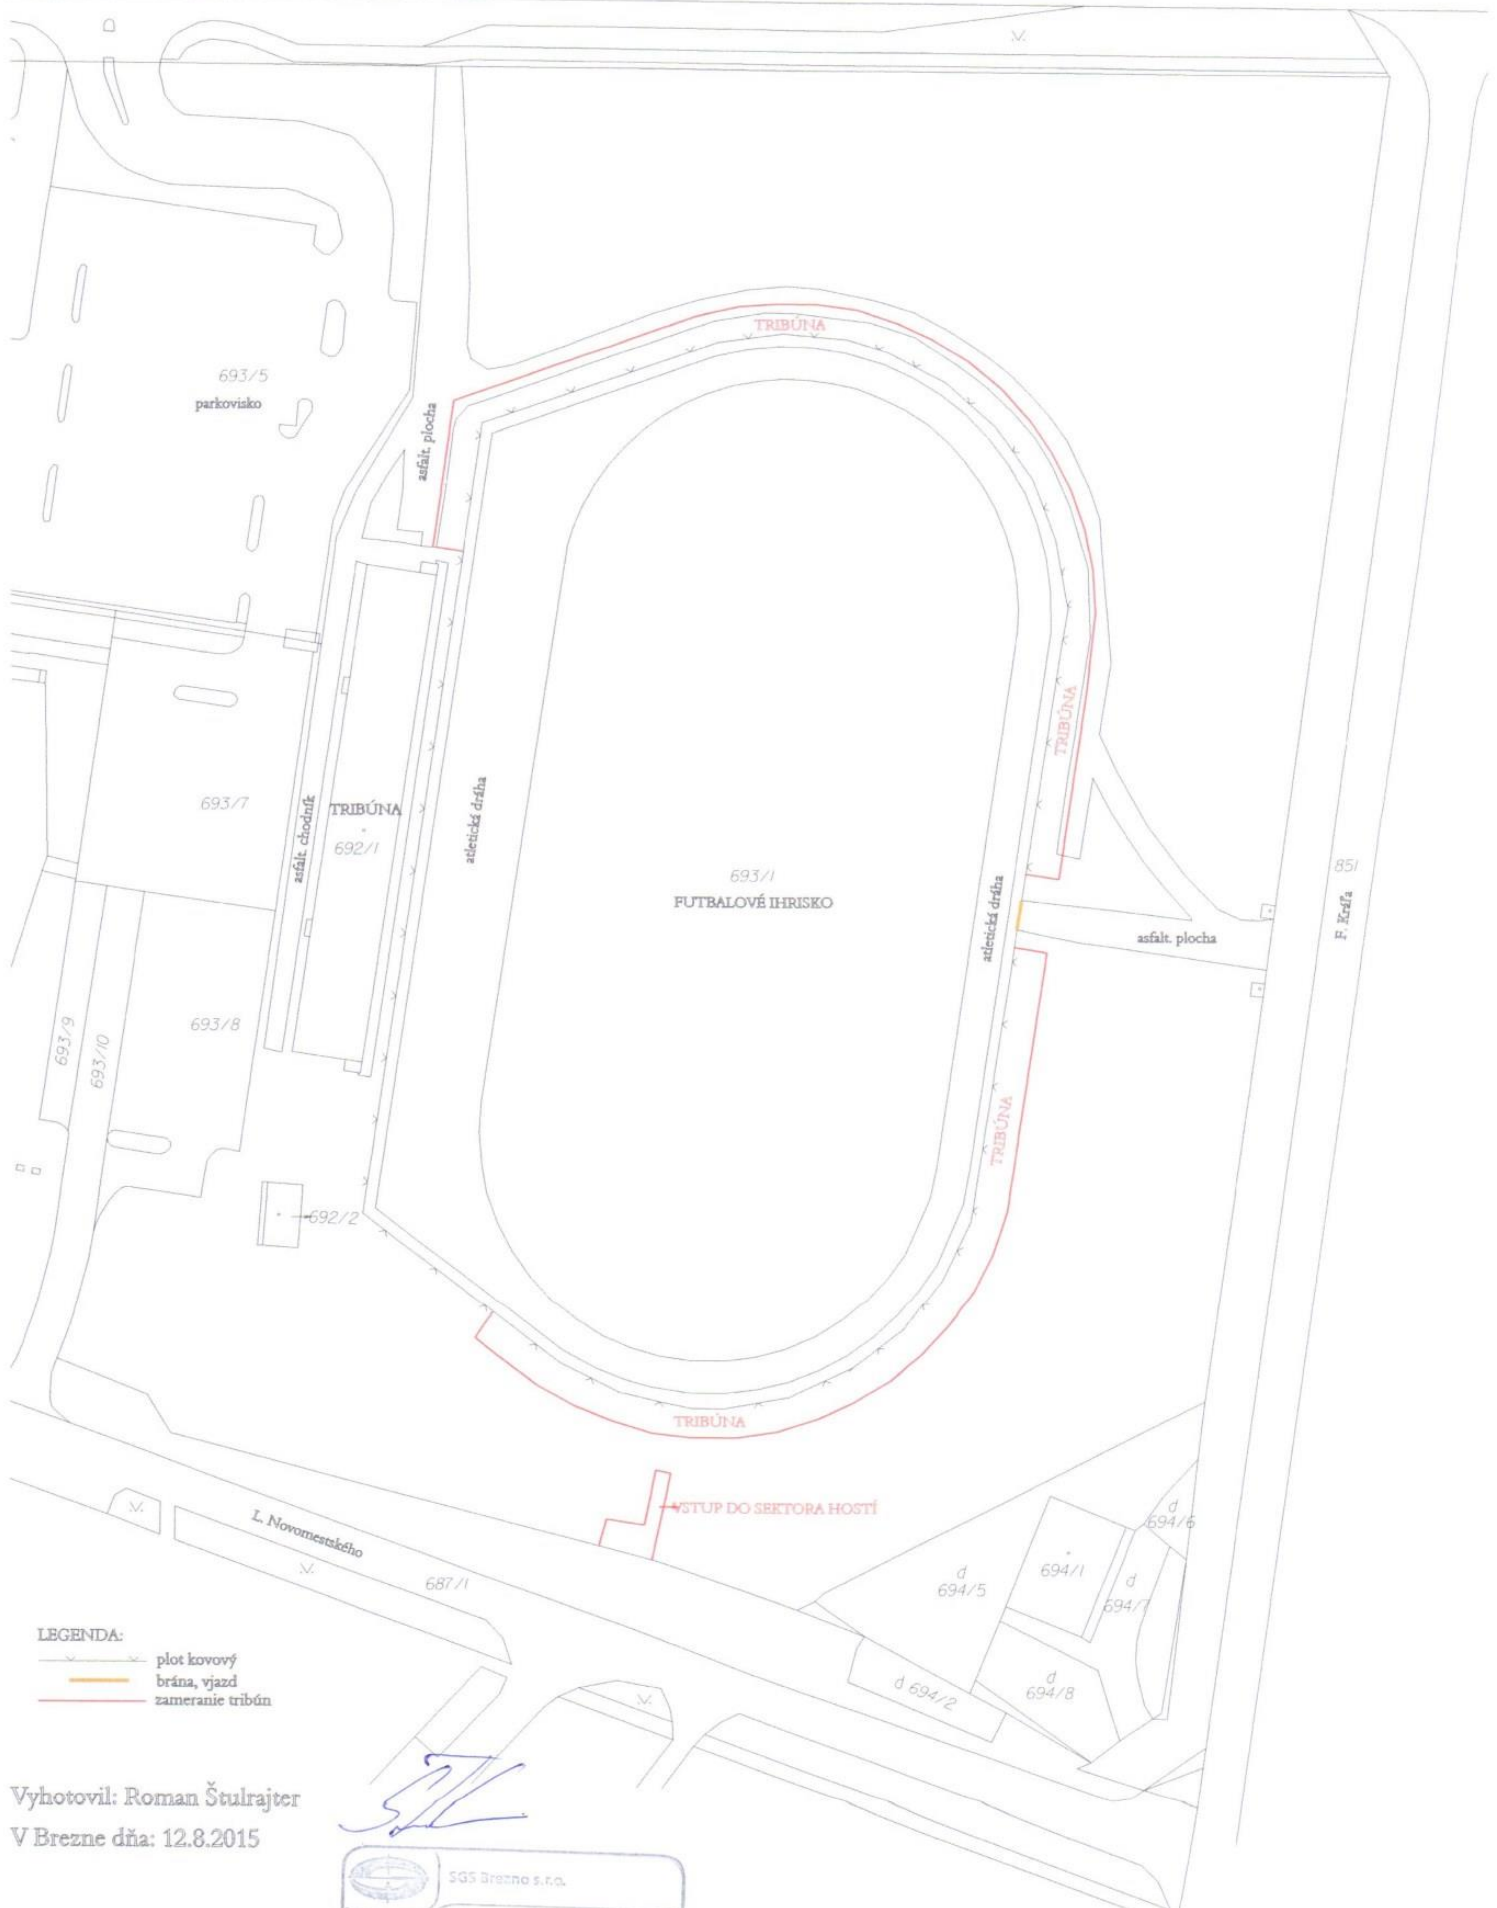 TRIBÚNA
693/5
parkovisko
asfalt. plocha
TRIBÚNA
atletická dráha
693/7
asfalt. chodník
TRIBÚNA
692/1
693/1
FUTBALOVÉ IHRISKO
atletická dráha
asfalt. plocha
851
F. Kráľa
693/9
693/10
693/8
TRIBÚNA
692/2
TRIBÚNA
VSTUP DO SEKTORA HOSTÍ
L. Novomestského
687/1
d
694/6
694/1
d
694/5
d
694/7
d
694/8
d 694/2
LEGENDA:
plot kovový
brána, vjazd
zameranie tribún
Vyhotovil: Roman Štulrajter
V Brezne dňa: 12.8.2015
SGS Brezno s.r.o.